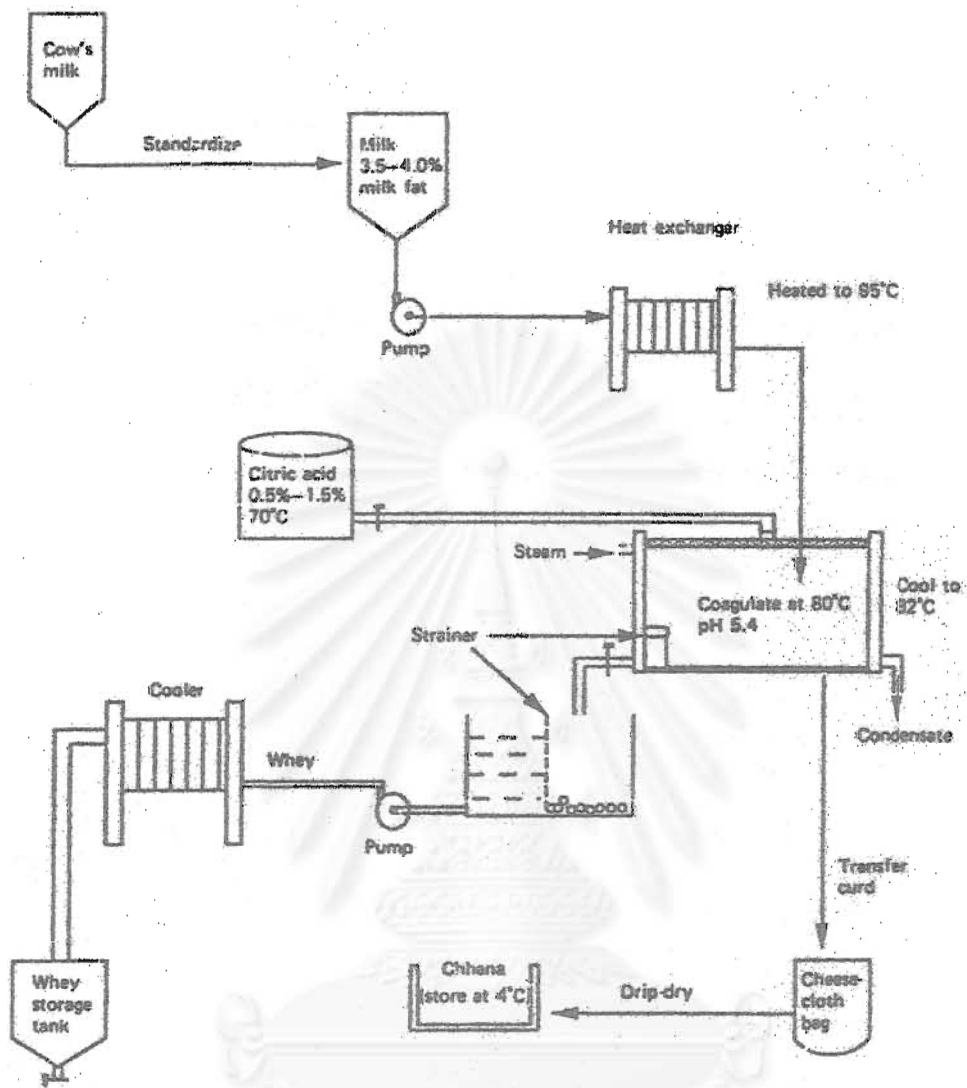 Cow's
milk
Standardize
Milk
3.5–4.0%
milk fat
Heat exchanger
Heated to 95°C
Pump
Citric acid
0.5%–1.5%
70°C
Steam
Coagulate at 80°C
pH 5.4
Cool to
82°C
Strainer
Condensate
Cooler
Whey
Pump
Transfer
curd
Whey
storage
tank
Chhana
(store at 4°C)
Drip-dry
Cheese-
cloth
bag